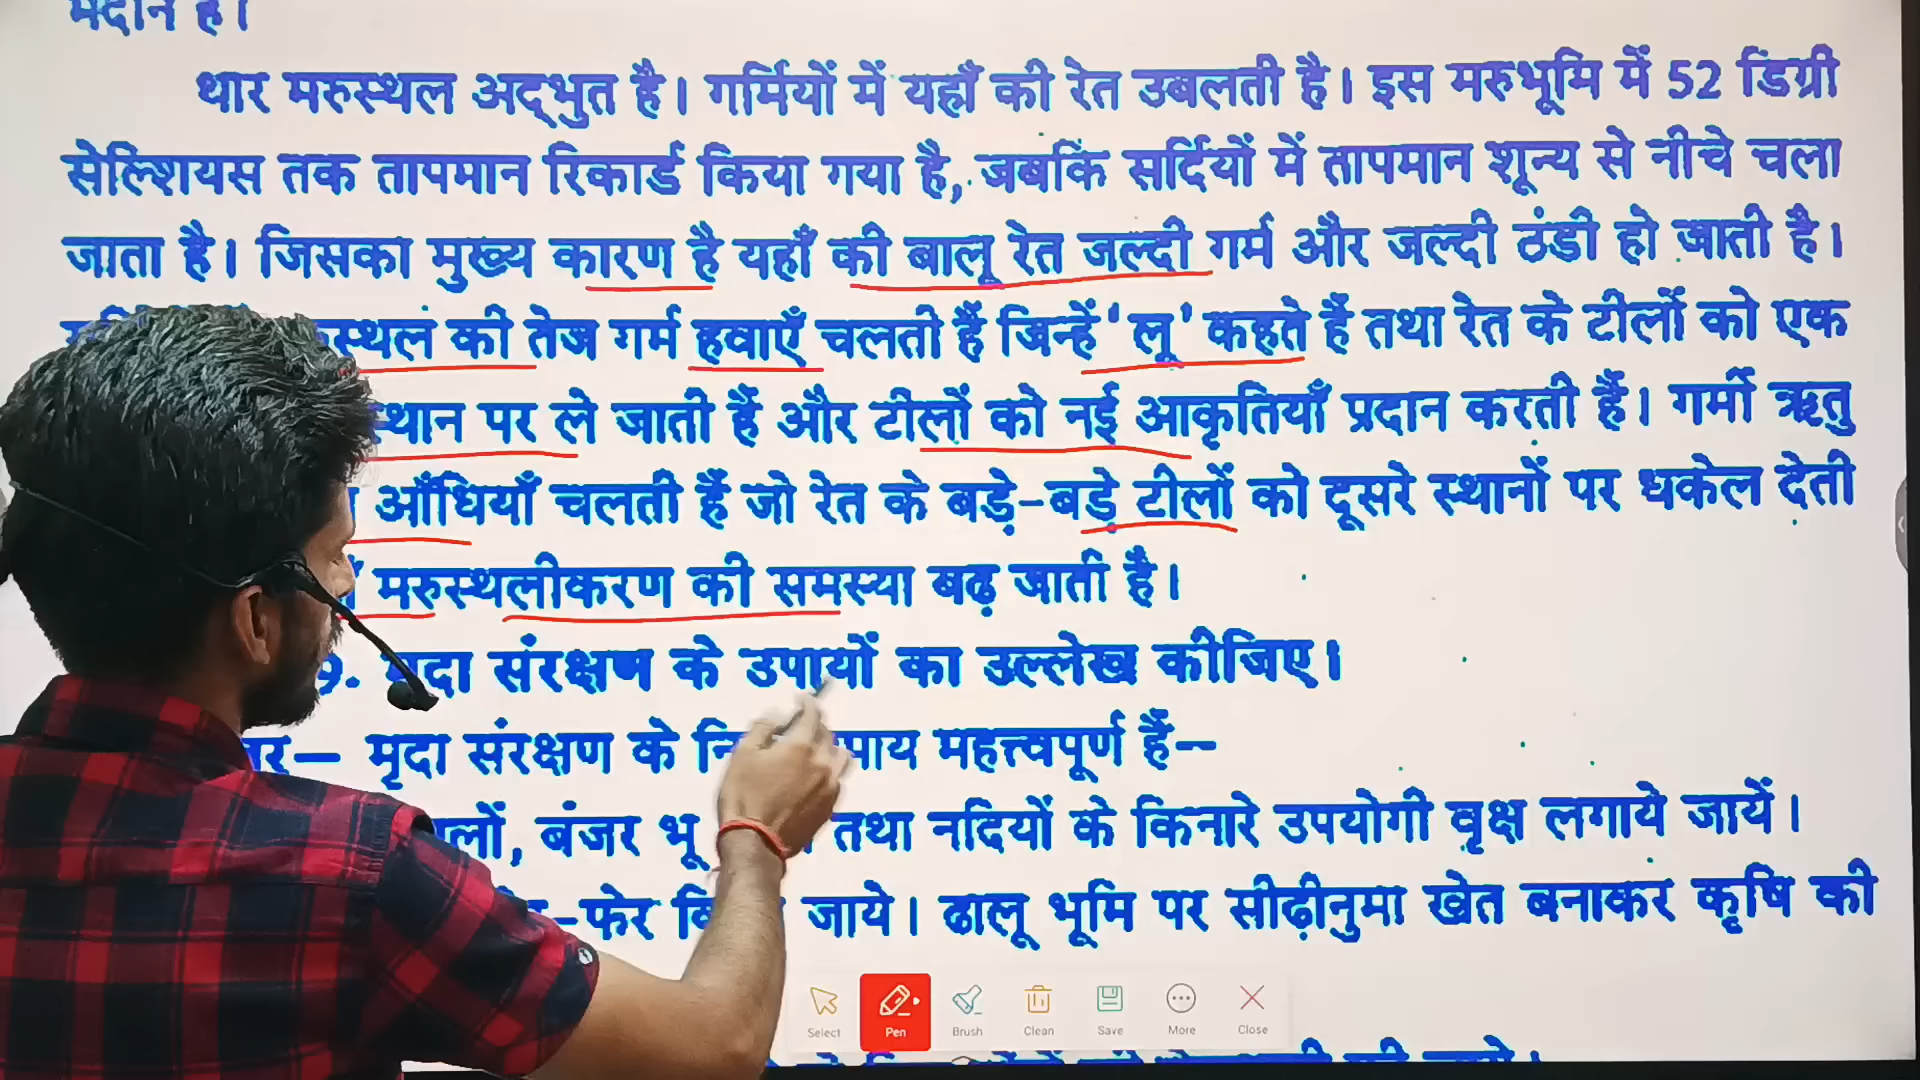 मैदान है।
थार मरुस्थल अद्भुत है। गर्मियों में यहाँ की रेत उबलती है। इस मरुभूमि में 52 डिग्री
सेल्शियस तक तापमान रिकार्ड किया गया है, जबकि सर्दियों में तापमान शून्य से नीचे चला
जाता है। जिसका मुख्य कारण है यहाँ की बालू रेत जल्दी गर्म और जल्दी ठंडी हो जाती है।
की तेज गर्म हवाएँ चलती हैं जिन्हें 'लू' कहते हैं तथा रेत के टीलों को एक
स्थान पर ले जाती हैं और टीलों को नई आकृतियाँ प्रदान करती हैं। गर्मी ऋतु
आँधियाँ चलती हैं जो रेत के बड़े-बड़े टीलों को दूसरे स्थानों पर धकेल देती
मरुस्थलीकरण की समस्या बढ़ जाती है।
9. मृदा संरक्षण के उपायों का उल्लेख कीजिए।
मृदा संरक्षण के महत्त्वपूर्ण हैं—
बंजर तथा नदियों के किनारे उपयोगी वृक्ष लगाये जायें।
-फेर जाये। ढालू भूमि पर सीढ़ीनुमा खेत बनाकर कृषि की
Select Pen Brush Clean Save More Close